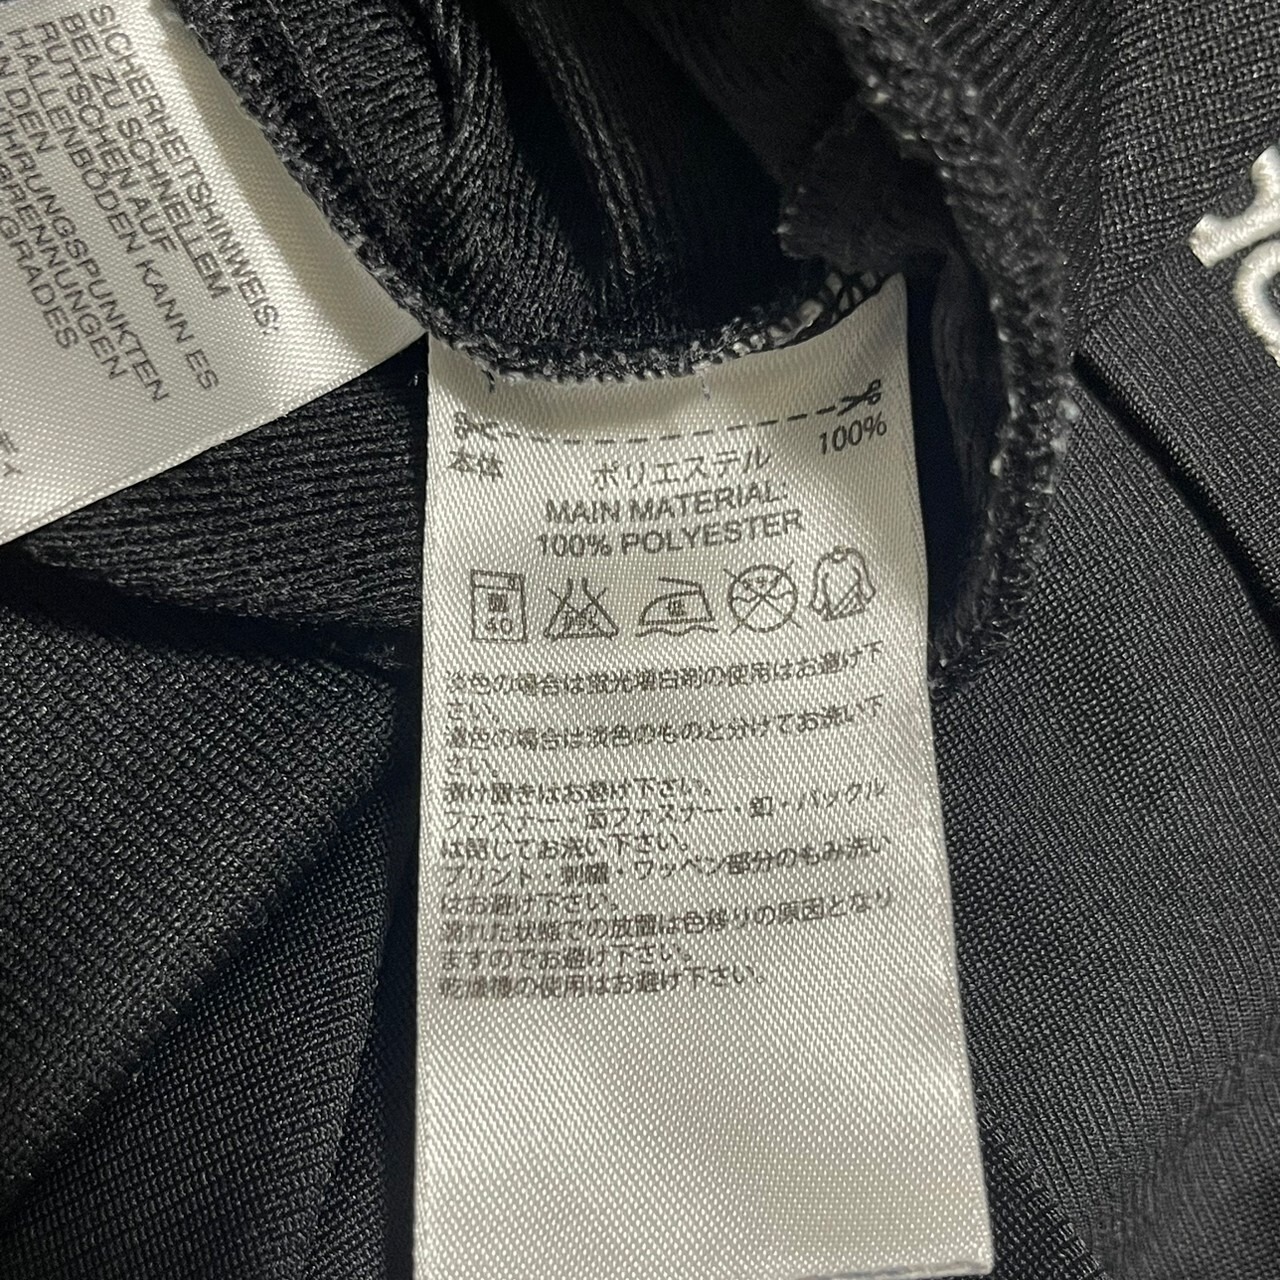 SICHERHEITSHINWEIS:
BEI ZU SCHNELLEM
RUTSCHEN AUF
HALLENBÖDEN KANN ES
N DEN
HRUNGSPUNKTEN
RENNUNGEN
GRADES
本体 ポリエステル 100%
MAIN MATERIAL:
100% POLYESTER
40
淡色の場合は蛍光増白剤の使用はお避け下
さい。
濃色の場合は淡色のものと分けてお洗い下
さい。
漬け置きはお避け下さい。
ファスナー・面ファスナー・釦・バックル
は閉じてお洗い下さい。
プリント・刺繍・ワッペン部分のもみ洗い
はお避け下さい。
濡れた状態での放置は色移りの原因となり
ますのでお避け下さい。
乾燥機の使用はお避け下さい。